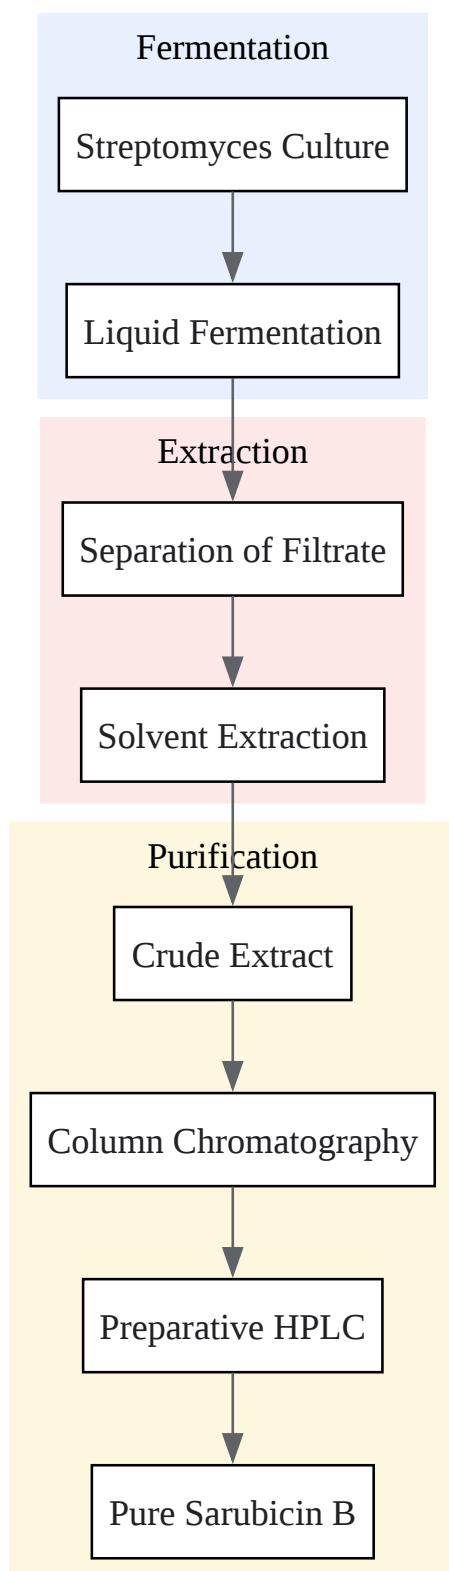 Fermentation
Streptomyces Culture
Liquid Fermentation
Extraction
Separation of Filtrate
Solvent Extraction
Purification
Crude Extract
Column Chromatography
Preparative HPLC
Pure Sarubicin B